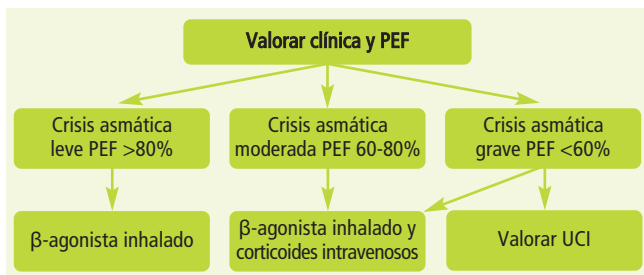 Valorar clínica y PEF
Crisis asmática
leve PEF >80%
Crisis asmática
moderada PEF 60-80%
Crisis asmática
grave PEF <60%
β-agonista inhalado
β-agonista inhalado y
corticoides intravenosos
Valorar UCI